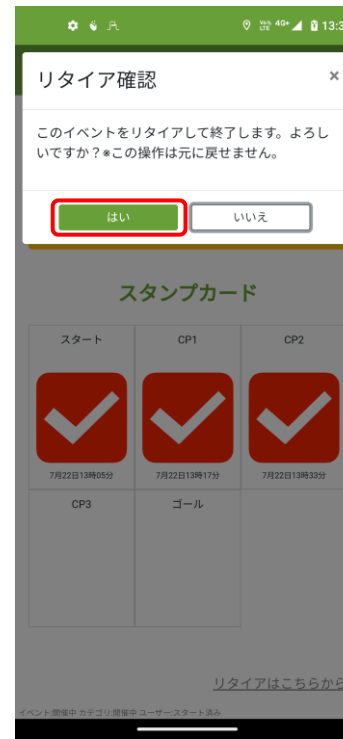 VoLTE 4G+ 13:3
リタイア確認 ×
このイベントをリタイアして終了します。よろし
いですか？※この操作は元に戻せません。
はい いいえ
スタンプカード
スタート CP1 CP2
7月22日13時05分 7月22日13時17分 7月22日13時33分
CP3 ゴール
リタイアはこちらから
イベント:開催中 カテゴリ:開催中 ユーザー:スタート済み